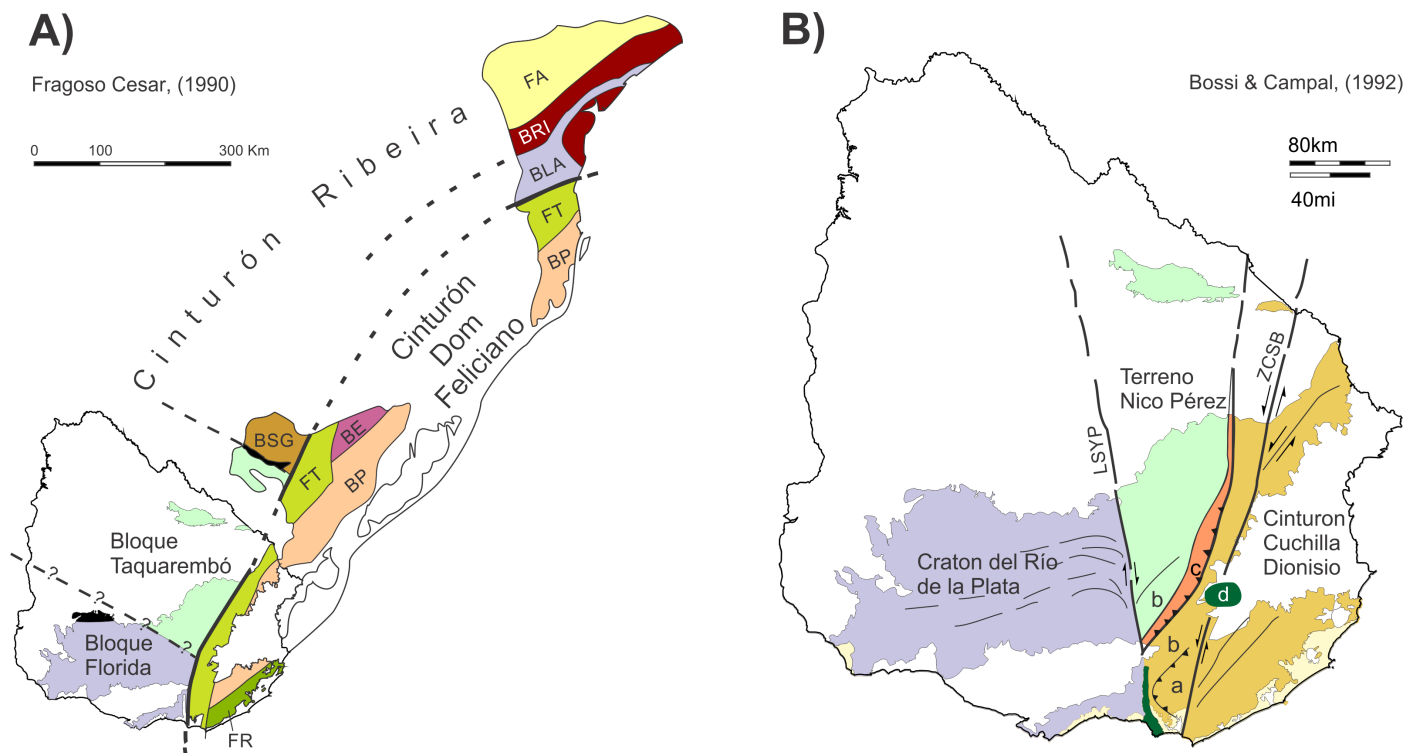 A)
Fragoso Cesar, (1990)
0 100 300 Km
Cinturón Ribeira
FA
BRI
BLA
FT
BP
Cinturón
Dom
Feliciano
BSG
BE
FT
BP
Bloque
Taquarembó
?
?
?
?
Bloque
Florida
FR
B)
Bossi & Campal, (1992)
80km
40mi
Terreno
Nico Pérez
ZCSB
LSYP
Craton del Río
de la Plata
Cinturon
Cuchilla
Dionisio
c
b
d
b
a